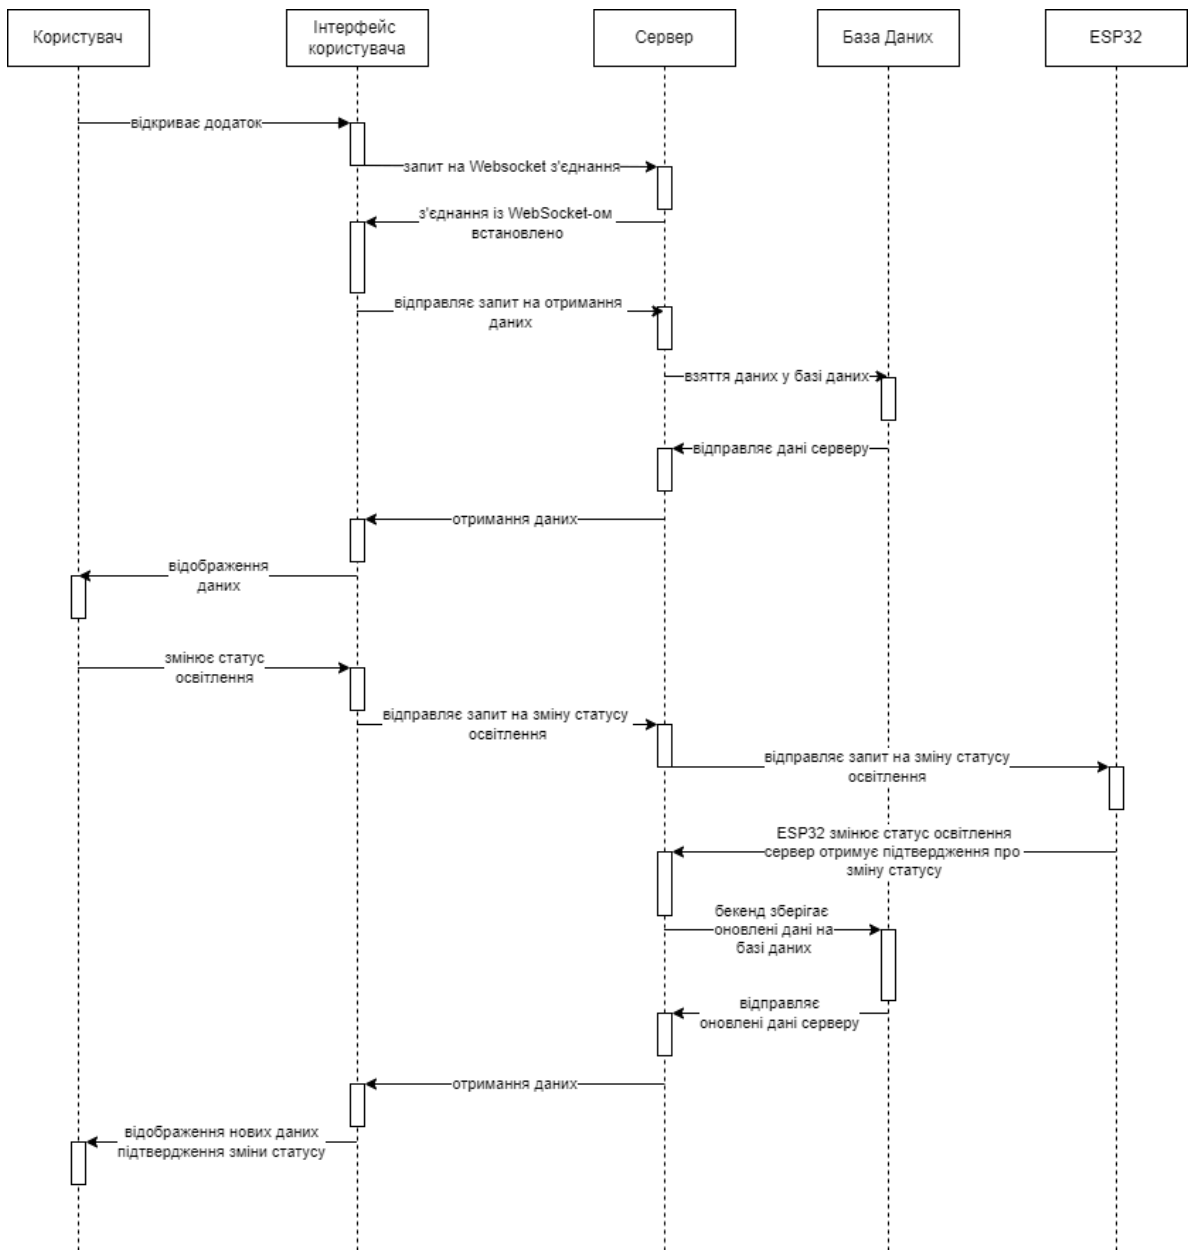 Користувач
Інтерфейс
користувача
Сервер
База Даних
ESP32
відкриває додаток
запит на Websocket з'єднання
з'єднання із WebSocket-ом
встановлено
відправляє запит на отримання
даних
взяття даних у базі даних
відправляє дані серверу
отримання даних
відображення
даних
змінює статус
освітлення
відправляє запит на зміну статусу
освітлення
відправляє запит на зміну статусу
освітлення
ESP32 змінює статус освітлення
сервер отримує підтвердження про
зміну статусу
бекенд зберігає
оновлені дані на
базі даних
відправляє
оновлені дані серверу
отримання даних
відображення нових даних
підтвердження зміни статусу